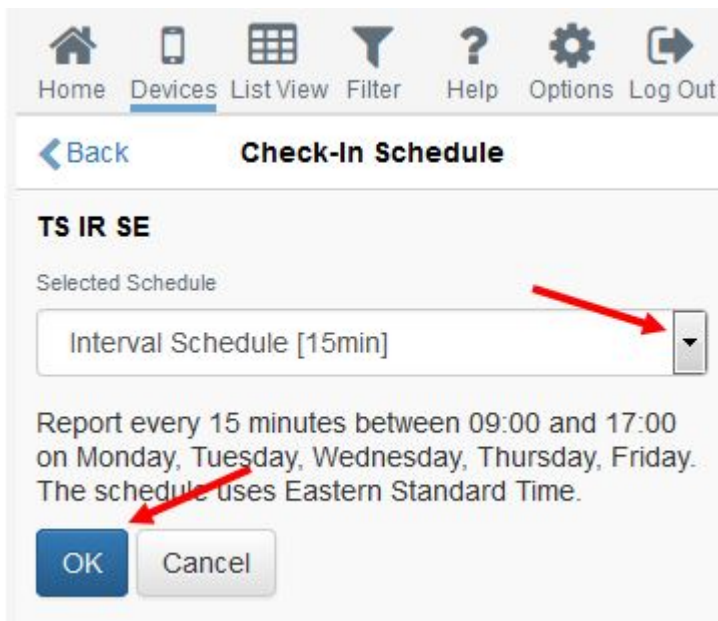 Home Devices List View Filter Help Options Log Out
Back Check-In Schedule
TS IR SE
Selected Schedule
Interval Schedule [15min]
Report every 15 minutes between 09:00 and 17:00
on Monday, Tuesday, Wednesday, Thursday, Friday.
The schedule uses Eastern Standard Time.
OK Cancel